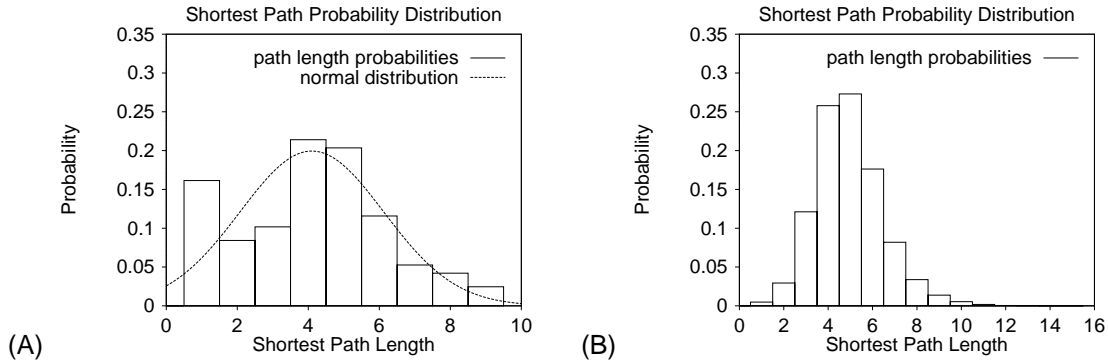 Shortest Path Probability Distribution
0.35
0.3
0.25
0.2
0.15
0.1
0.05
0
Probability
path length probabilities
normal distribution
0 2 4 6 8 10
Shortest Path Length
(A)
Shortest Path Probability Distribution
0.35
0.3
0.25
0.2
0.15
0.1
0.05
0
Probability
path length probabilities
0 2 4 6 8 10 12 14 16
Shortest Path Length
(B)